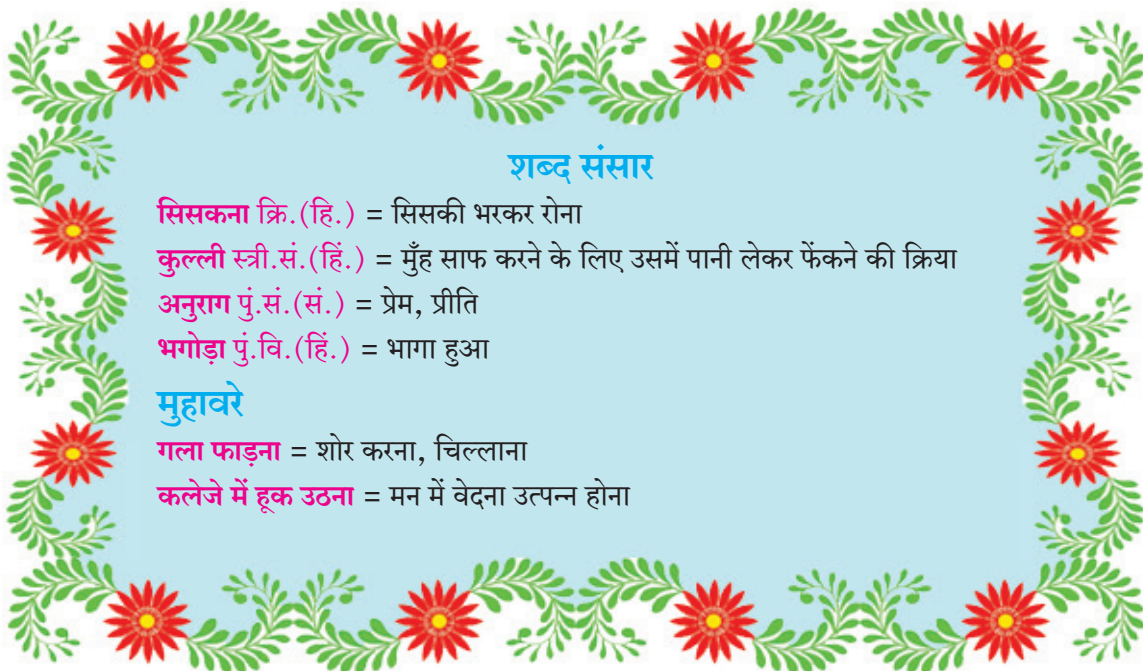 शब्द संसार
सिसकना क्रि.(हि.) = सिसकी भरकर रोना
कुल्ली स्त्री.सं.(हिं.) = मुँह साफ करने के लिए उसमें पानी लेकर फेंकने की क्रिया
अनुराग पुं.सं.(सं.) = प्रेम, प्रीति
भगोड़ा पुं.वि.(हिं.) = भागा हुआ
मुहावरे
गला फाड़ना = शोर करना, चिल्लाना
कलेजे में हूक उठना = मन में वेदना उत्पन्न होना